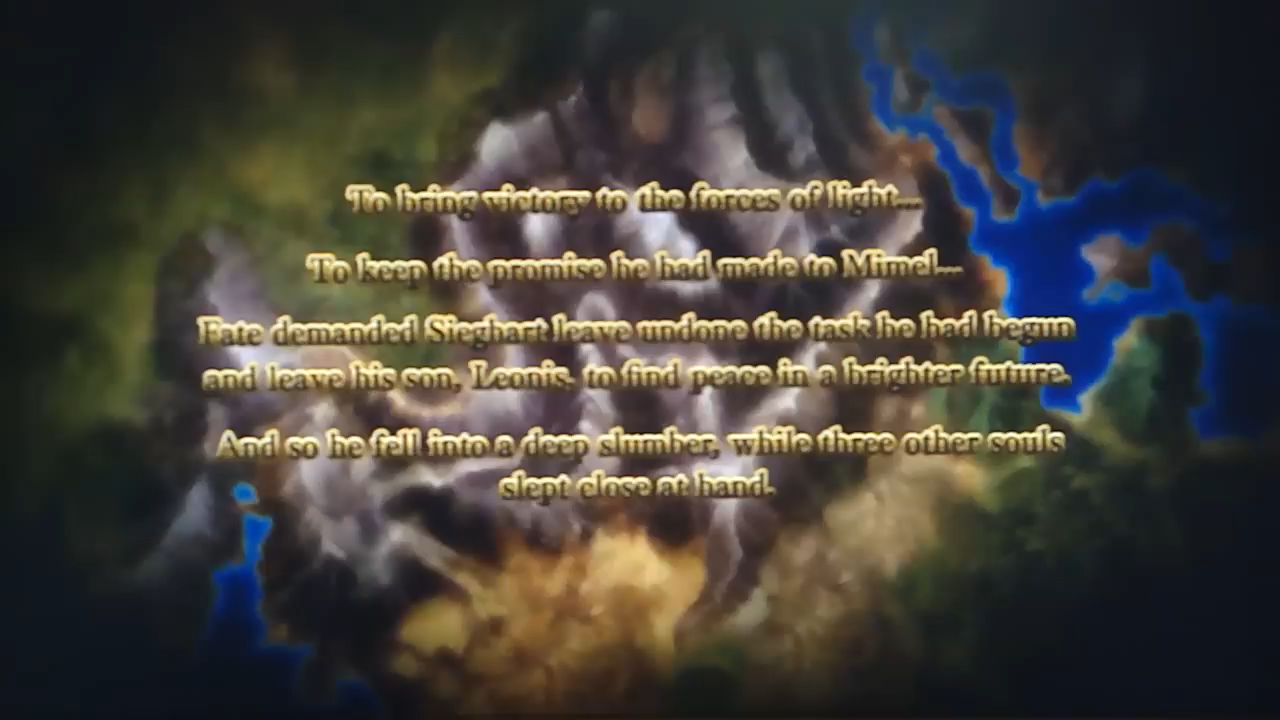 To bring victory to the forces of light...
To keep the promise he had made to Mimel...
Fate demanded Sieghart leave undone the task he had begun
and leave his son, Leonis, to find peace in a brighter future.
And so he fell into a deep slumber, while three other souls
slept close at hand.